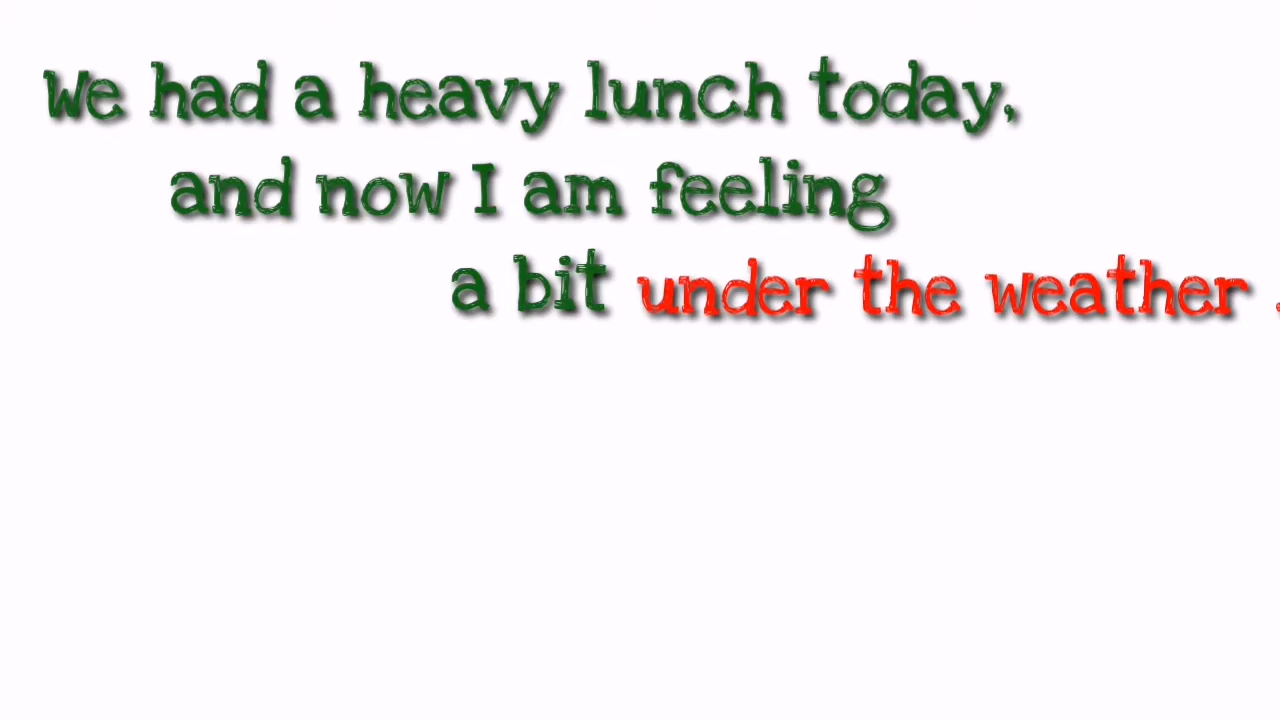 We had a heavy lunch today,
and now I am feeling
a bit under the weather .